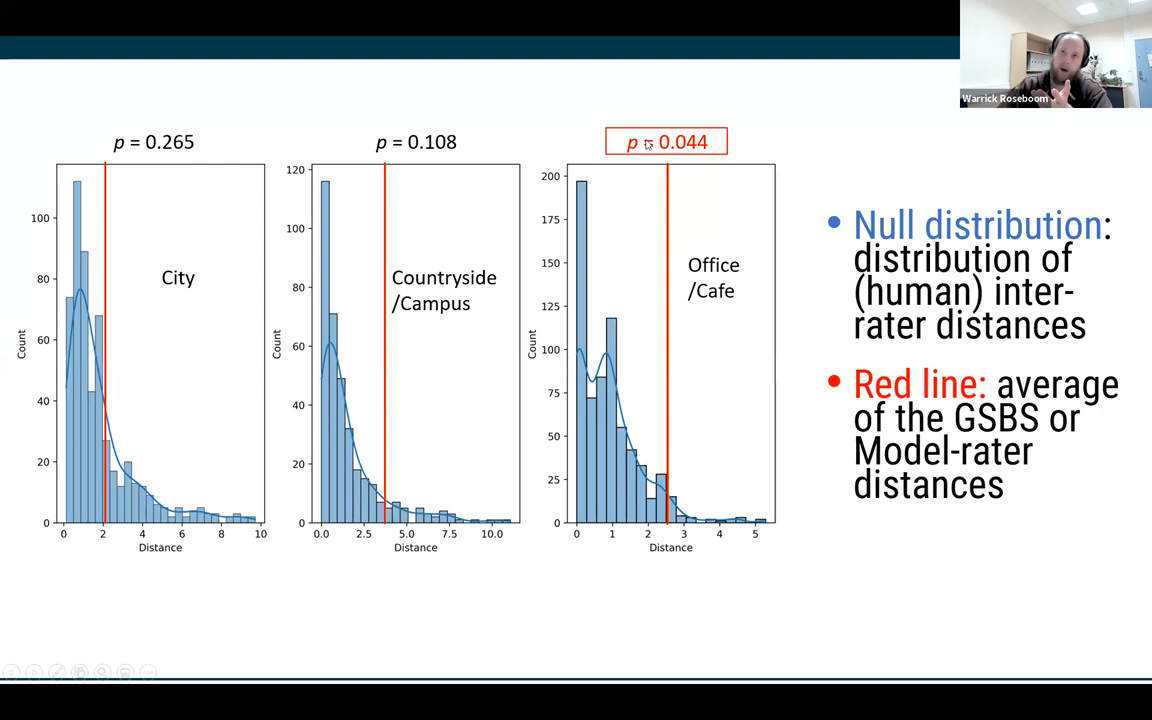 Warrick Roseboom
p = 0.265
p = 0.108
p = 0.044
120
200
100
100
175
80
80
150
60
60
125
100
40
40
75
50
20
20
25
0
0
0
Count
Count
Count
City
Countryside
/Campus
Office
/Cafe
0 2 4 6 8 10
0.0 2.5 5.0 7.5 10.0
0 1 2 3 4 5
Distance
Distance
Distance
• Null distribution:
distribution of
(human) inter-
rater distances
• Red line: average
of the GSBS or
Model-rater
distances